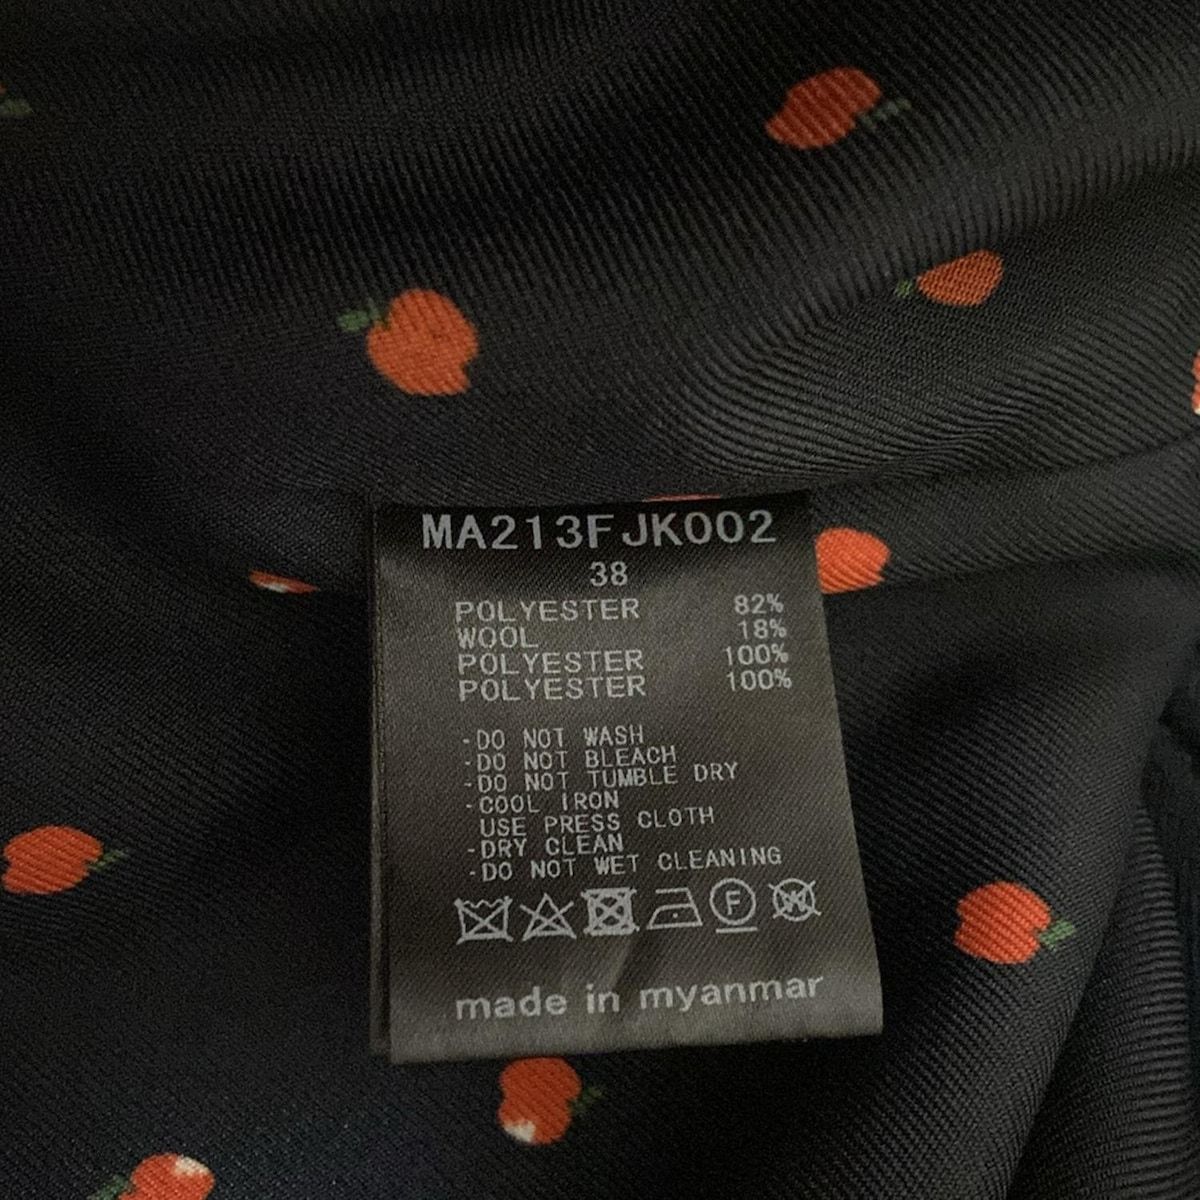 MA213FJK002
38
POLYESTER 82%
WOOL 18%
POLYESTER 100%
POLYESTER 100%
-DO NOT WASH
-DO NOT BLEACH
-DO NOT TUMBLE DRY
-COOL IRON
USE PRESS CLOTH
-DRY CLEAN
-DO NOT WET CLEANING
F W
made in myanmar